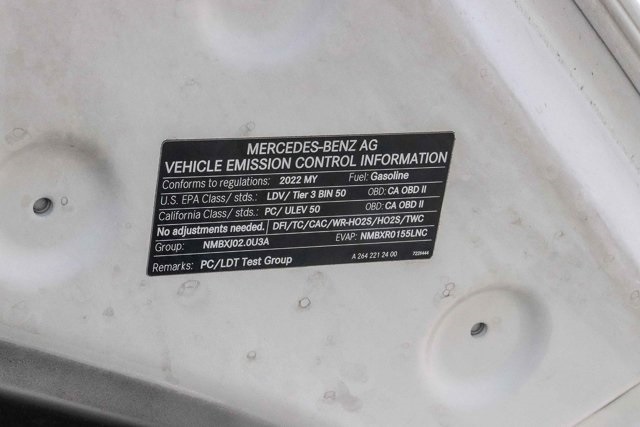 MERCEDES-BENZ AG
VEHICLE EMISSION CONTROL INFORMATION
Conforms to regulations: 2022 MY Fuel: Gasoline
U.S. EPA Class/ stds.: LDV/ Tier 3 BIN 50 OBD: CA OBD II
California Class/ stds.: PC/ ULEV 50 OBD: CA OBD II
No adjustments needed. DFI/TC/CAC/WR-HO2S/HO2S/TWC
Group: NMBXJ02.0U3A EVAP: NMBXR0155LNC
Remarks: PC/LDT Test Group A 264 221 24 00